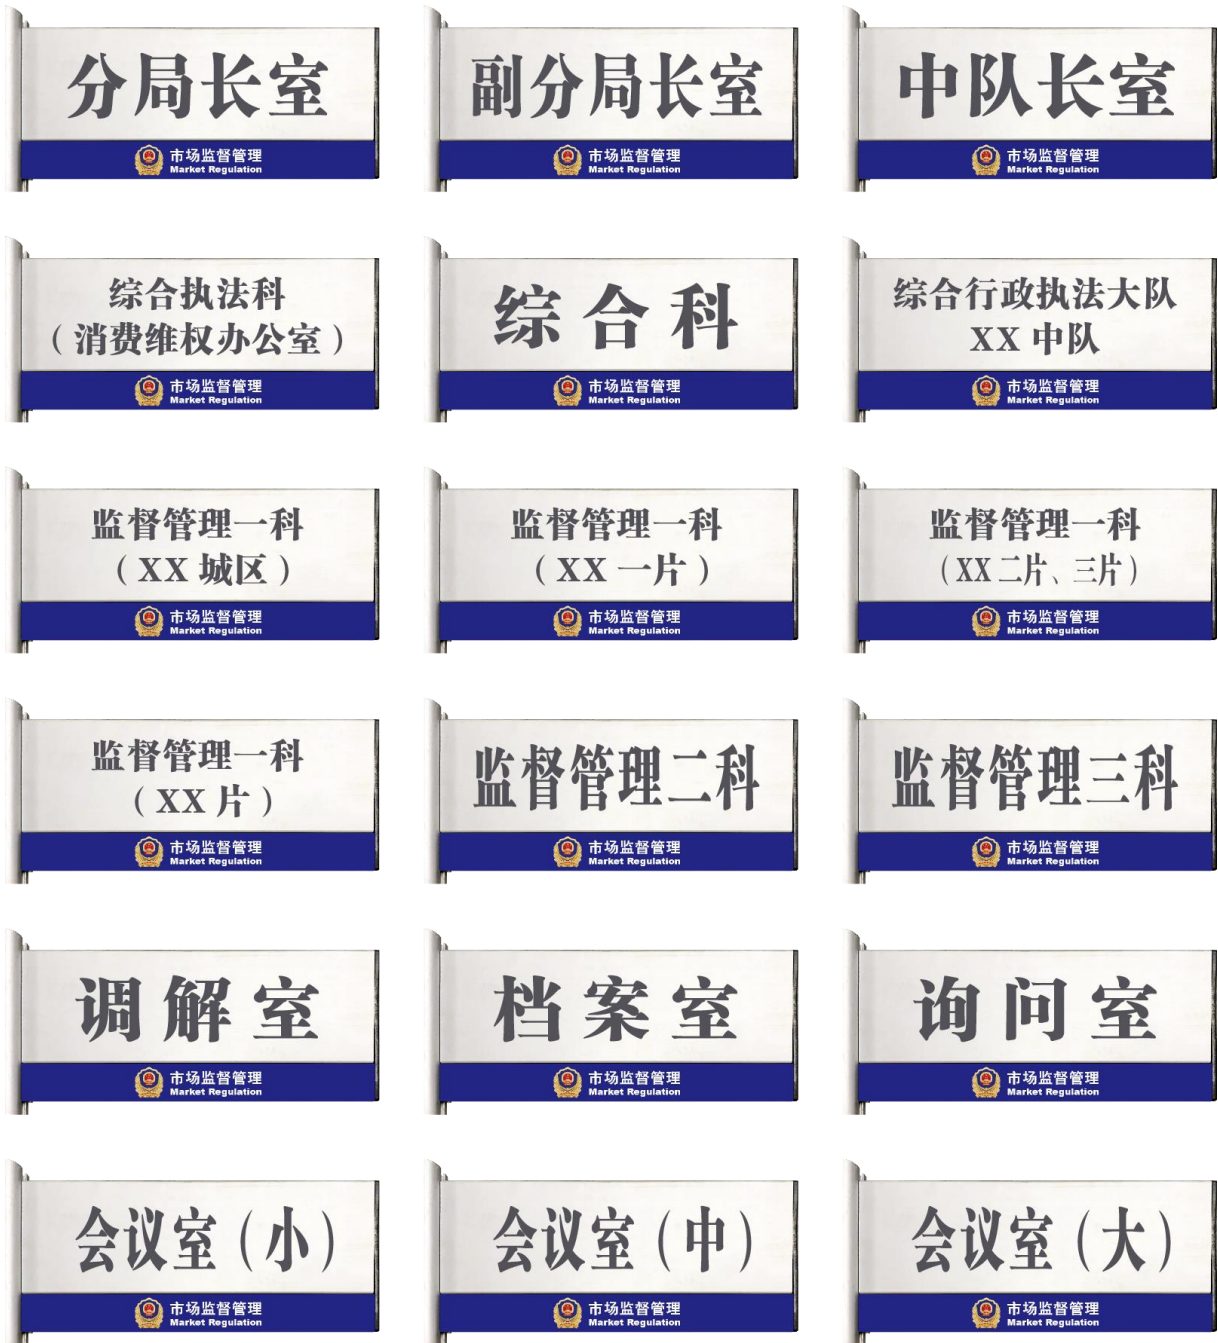 分局长室
市场监督管理
Market Regulation
副分局长室
市场监督管理
Market Regulation
中队长室
市场监督管理
Market Regulation
综合执法科
（消费维权办公室）
市场监督管理
Market Regulation
综合科
市场监督管理
Market Regulation
综合行政执法大队
XX 中队
市场监督管理
Market Regulation
监督管理一科
（XX 城区）
市场监督管理
Market Regulation
监督管理一科
（XX 一片）
市场监督管理
Market Regulation
监督管理一科
（XX 二片、三片）
市场监督管理
Market Regulation
监督管理一科
（XX 片）
市场监督管理
Market Regulation
监督管理二科
市场监督管理
Market Regulation
监督管理三科
市场监督管理
Market Regulation
调解室
市场监督管理
Market Regulation
档案室
市场监督管理
Market Regulation
询问室
市场监督管理
Market Regulation
会议室（小）
市场监督管理
Market Regulation
会议室（中）
市场监督管理
Market Regulation
会议室（大）
市场监督管理
Market Regulation